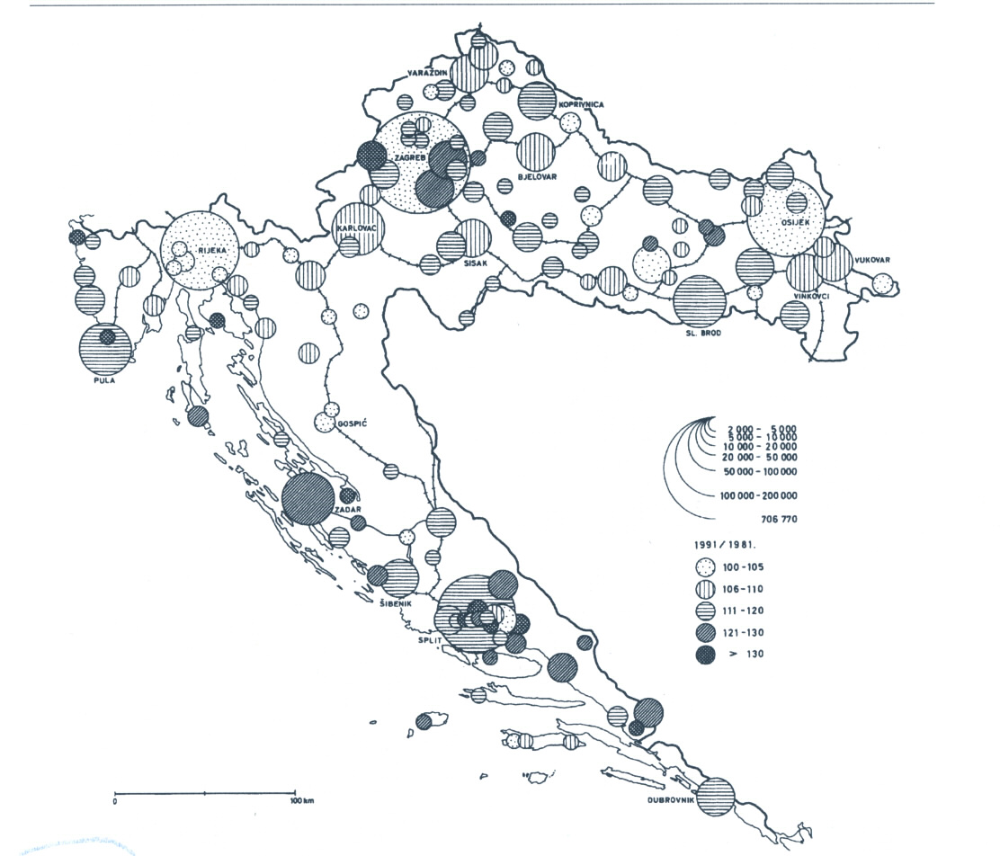 VARAŽDIN
KOPRIVNICA
ZAGREB
BJELOVAR
OSIJEK
KARLOVAC
RIJEKA
SISAK
VUKOVAR
VINKOVCI
SL. BROD
PULA
GOSPIĆ
2 000 - 5 000
5 000 - 10 000
10 000 - 20 000
20 000 - 50 000
50 000 - 100 000
100 000 - 200 000
706 770
ZADAR
1991 / 1981.
100 - 105
106 - 110
111 - 120
121 - 130
> 130
ŠIBENIK
SPLIT
DUBROVNIK
0 100 km